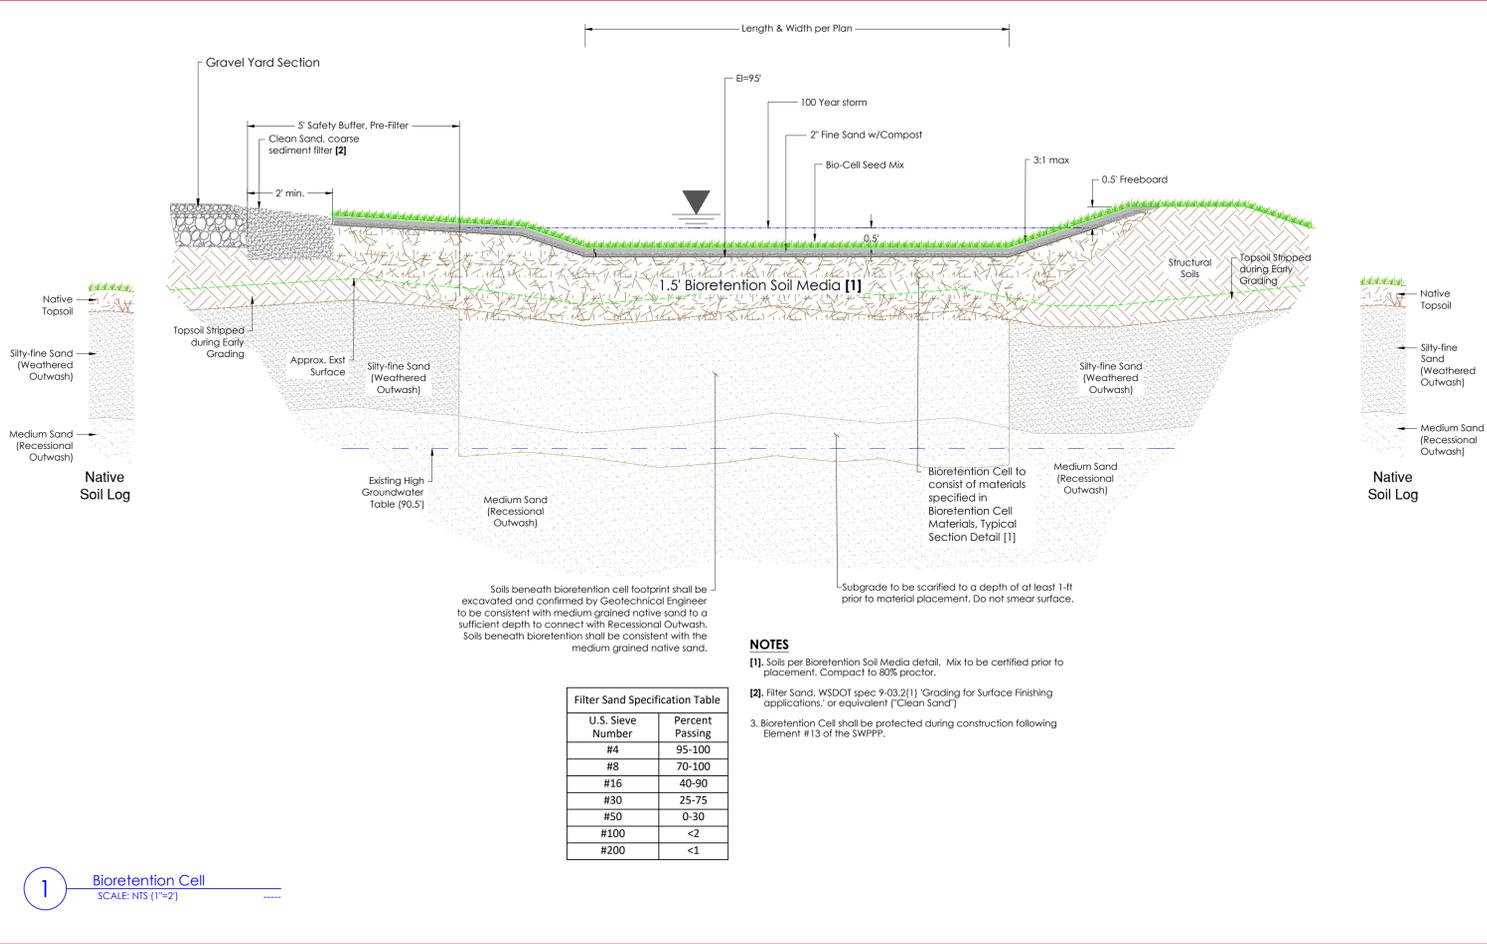 Length & Width per Plan
Gravel Yard Section
El=95'
100 Year storm
5' Safety Buffer, Pre-Filter
Clean Sand, coarse
sediment filter [2]
2" Fine Sand w/Compost
Bio-Cell Seed Mix
3:1 max
0.5' Freeboard
2' min.
0.5'
Structural
Soils
Topsoil Stripped
during Early
Grading
1.5' Bioretention Soil Media [1]
Native
Topsoil
Silty-fine Sand
(Weathered
Outwash)
Medium Sand
(Recessional
Outwash)
Native
Soil Log
Topsoil Stripped
during Early
Grading
Approx. Exst
Surface
Silty-fine Sand
(Weathered
Outwash)
Silty-fine Sand
(Weathered
Outwash)
Native
Topsoil
Silty-fine
Sand
(Weathered
Outwash)
Medium Sand
(Recessional
Outwash)
Native
Soil Log
Existing High
Groundwater
Table (90.5')
Medium Sand
(Recessional
Outwash)
Bioretention Cell to
consist of materials
specified in
Bioretention Cell
Materials, Typical
Section Detail [1]
Medium Sand
(Recessional
Outwash)
Soils beneath bioretention cell footprint shall be
excavated and confirmed by Geotechnical Engineer
to be consistent with medium grained native sand to a
sufficient depth to connect with Recessional Outwash.
Soils beneath bioretention shall be consistent with the
medium grained native sand.
Subgrade to be scarified to a depth of at least 1-ft
prior to material placement. Do not smear surface.
NOTES
[1]. Soils per Bioretention Soil Media detail. Mix to be certified prior to
placement. Compact to 80% proctor.
[2]. Filter Sand. WSDOT spec 9-03.2(1) 'Grading for Surface Finishing
applications.' or equivalent ("Clean Sand")
3. Bioretention Cell shall be protected during construction following
Element #13 of the SWPPP.
Filter Sand Specification Table
U.S. Sieve Number Percent Passing
#4 95-100
#8 70-100
#16 40-90
#30 25-75
#50 0-30
#100 <2
#200 <1
1
Bioretention Cell
SCALE: NTS (1"=2')
-----